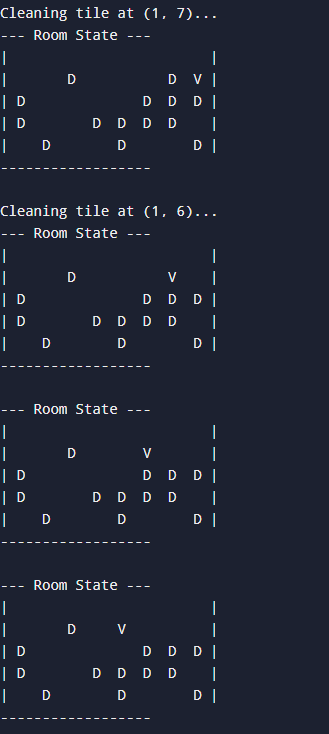 Cleaning tile at (1, 7)...
--- Room State ---
|                         |
|       D           D  V |
| D              D  D  D |
| D        D  D  D  D    |
|    D        D        D |
------------------

Cleaning tile at (1, 6)...
--- Room State ---
|                         |
|       D           V    |
| D              D  D  D |
| D        D  D  D  D    |
|    D        D        D |
------------------

--- Room State ---
|                         |
|       D        V       |
| D              D  D  D |
| D        D  D  D  D    |
|    D        D        D |
------------------

--- Room State ---
|                         |
|       D     V          |
| D              D  D  D |
| D        D  D  D  D    |
|    D        D        D |
------------------